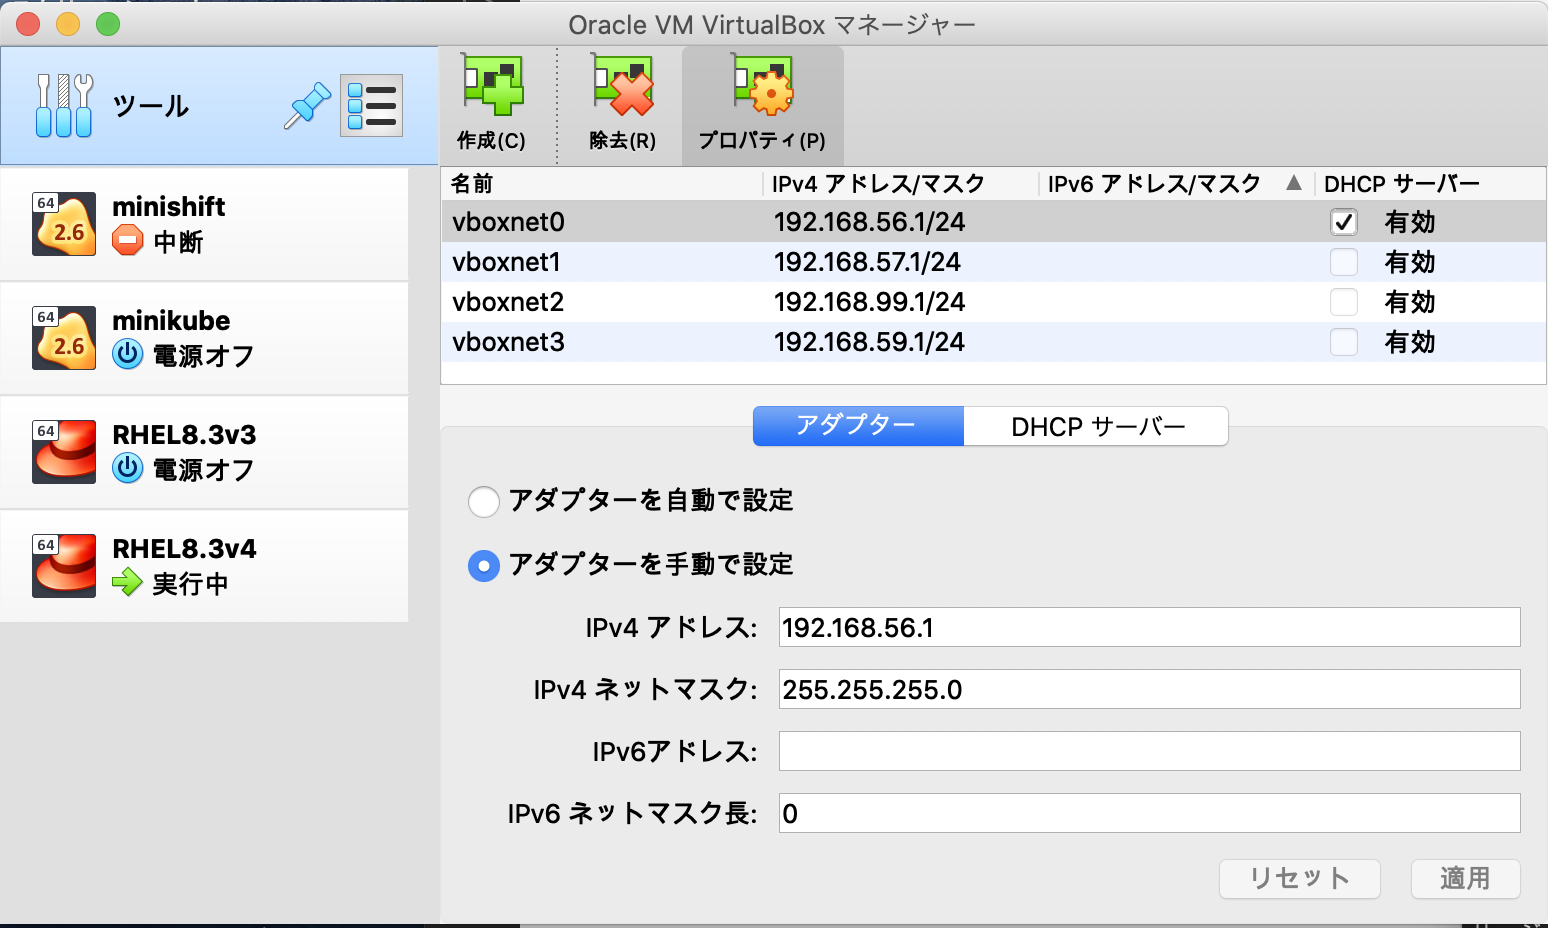 Oracle VM VirtualBox マネージャー
ツール
64
2.6
minishift
中断
64
2.6
minikube
電源オフ
64
RHEL8.3v3
電源オフ
64
RHEL8.3v4
実行中
作成(C)
除去(R)
プロパティ(P)
名前 IPv4 アドレス/マスク IPv6 アドレス/マスク DHCP サーバー
vboxnet0 192.168.56.1/24 有効
vboxnet1 192.168.57.1/24 有効
vboxnet2 192.168.99.1/24 有効
vboxnet3 192.168.59.1/24 有効
アダプター DHCP サーバー
アダプターを自動で設定
アダプターを手動で設定
IPv4 アドレス: 192.168.56.1
IPv4 ネットマスク: 255.255.255.0
IPv6アドレス:
IPv6 ネットマスク長: 0
リセット 適用